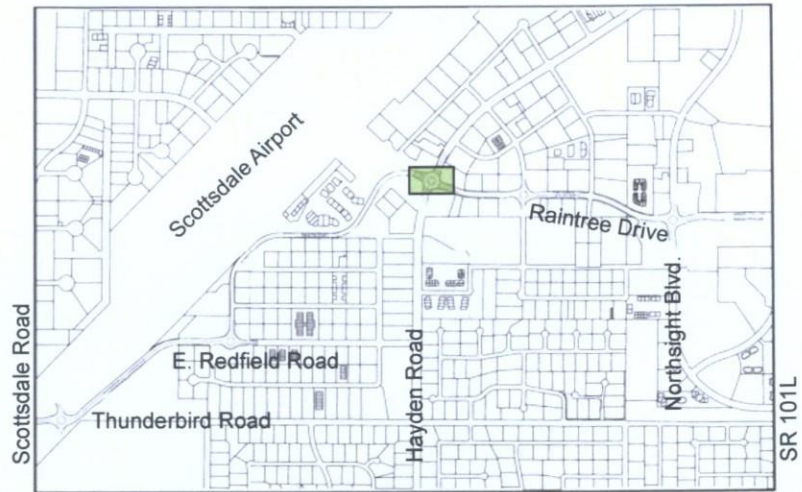 Scottsdale Airport
Raintree Drive
Northsight Blvd.
Scottsdale Road
E. Redfield Road
Hayden Road
Thunderbird Road
SR 101L